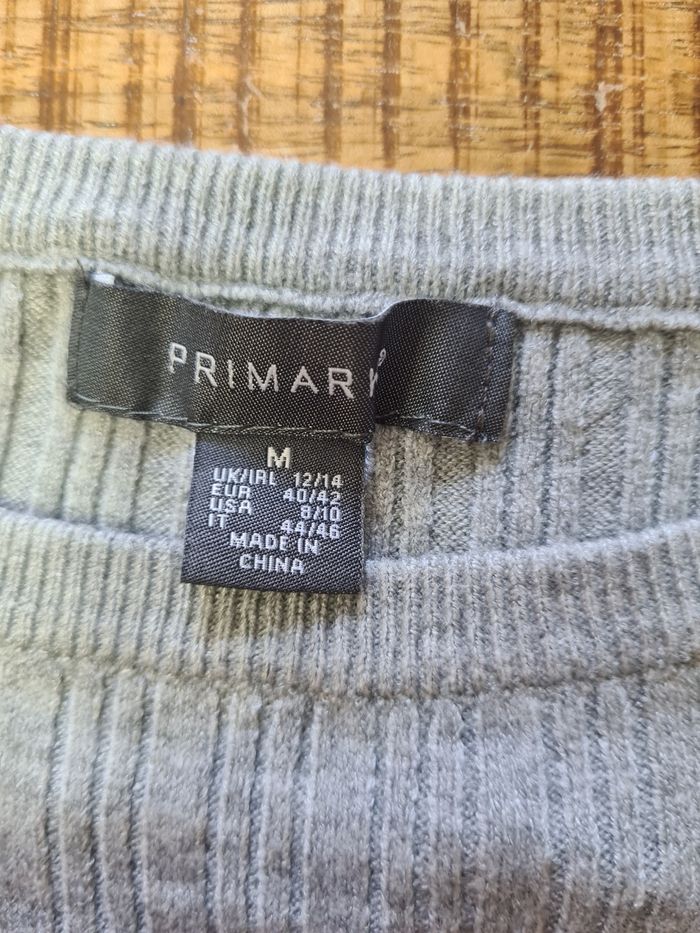 PRIMARK
M
UK/IRL 12/14
EUR 40/42
USA 8/10
IT 44/46
MADE IN
CHINA